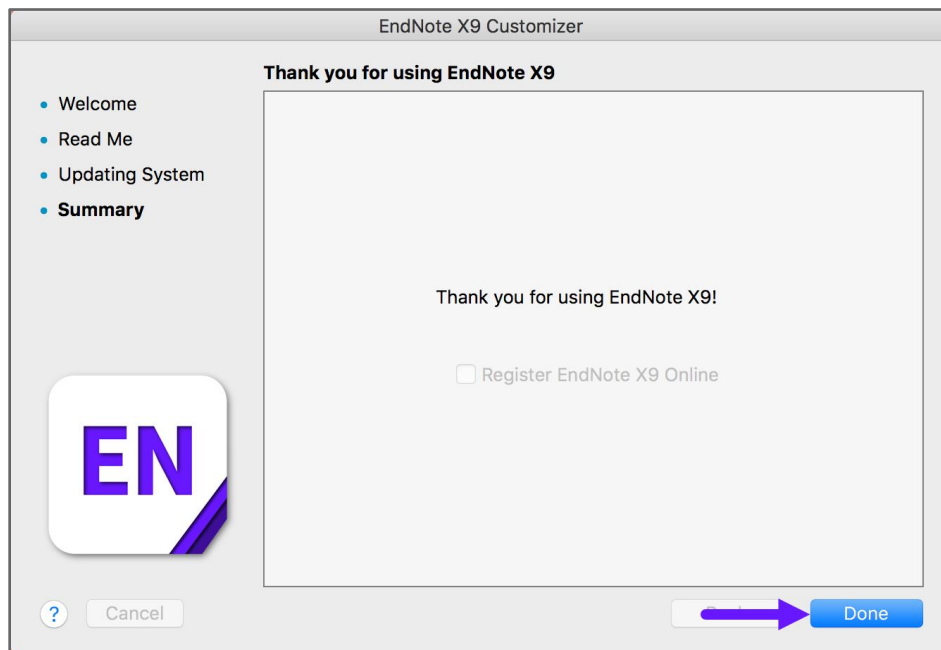 EndNote X9 Customizer
Thank you for using EndNote X9
Welcome
Read Me
Updating System
Summary
Thank you for using EndNote X9!
Register EndNote X9 Online
EN
?
Cancel
Done